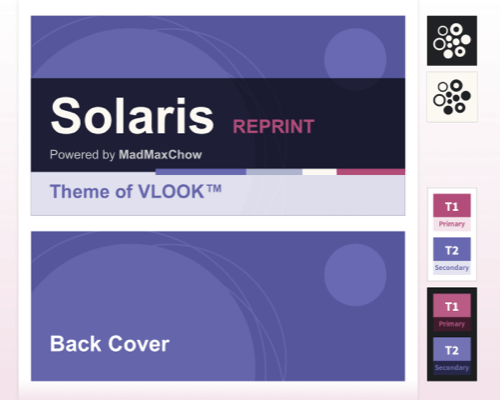 Solaris REPRINT
Powered by MadMaxChow
Theme of VLOOK™
Back Cover
T1
Primary
T2
Secondary
T1
Primary
T2
Secondary